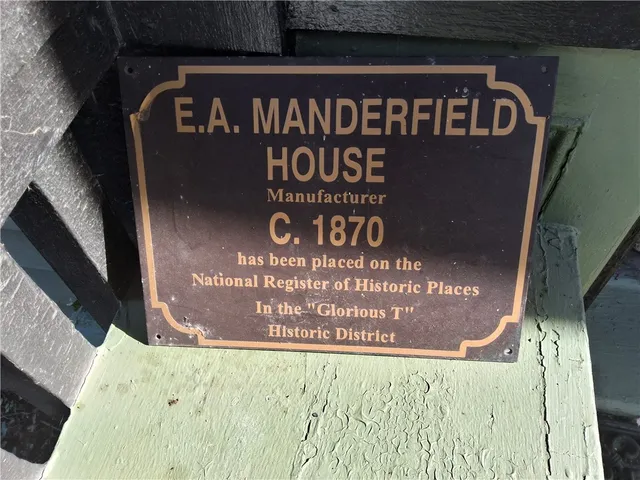 E.A. MANDERFIELD
HOUSE
Manufacturer
C. 1870
has been placed on the
National Register of Historic Places
In the "Glorious T"
Historic District